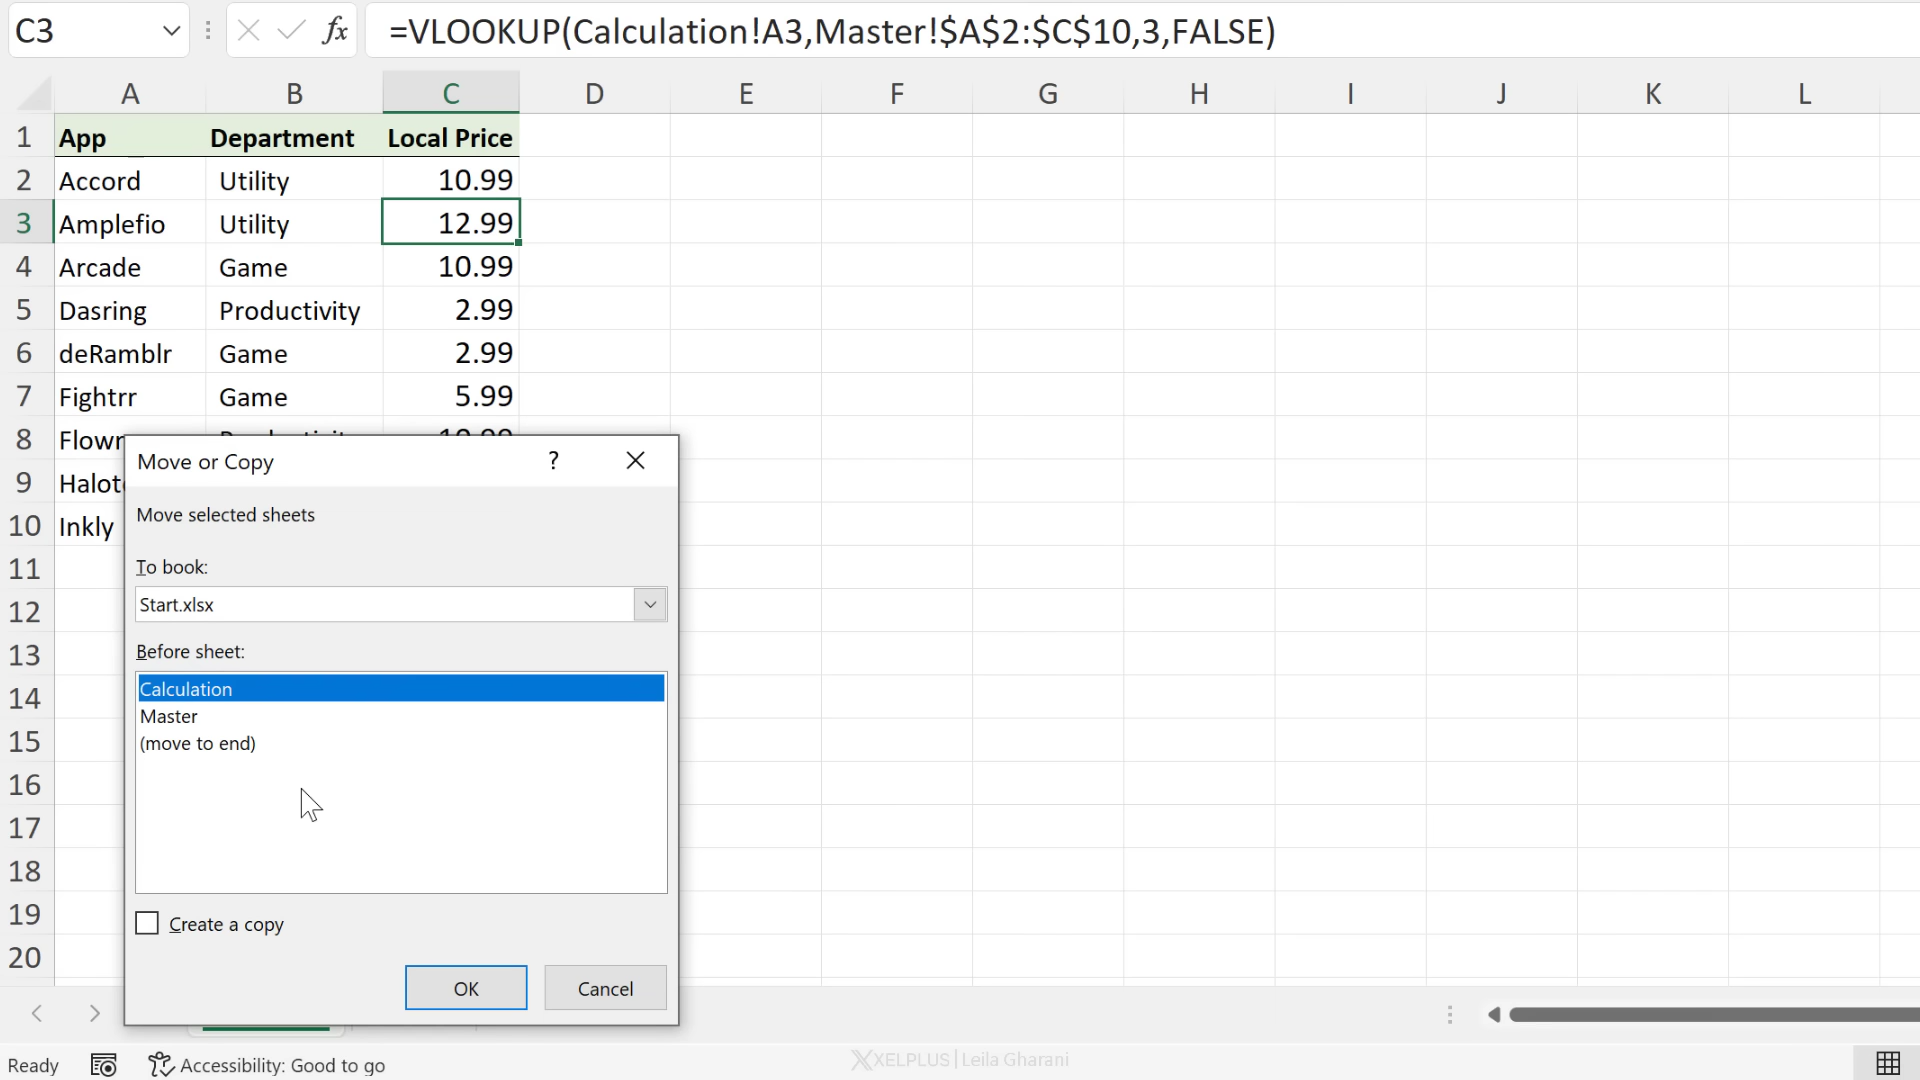 C3 fx =VLOOKUP(Calculation!A3,Master!$A$2:$C$10,3,FALSE)
A B C D E F G H I J K L
1 App Department Local Price
2 Accord Utility 10.99
3 Amplefio Utility 12.99
4 Arcade Game 10.99
5 Dasring Productivity 2.99
6 deRamblr Game 2.99
7 Fightrr Game 5.99
8
9
10 Inkly
11
12
13
14
15
16
17
18
19
20
Move or Copy ?
Move selected sheets
To book:
Start.xlsx
Before sheet:
Calculation
Master
(move to end)
Create a copy
OK Cancel
Ready Accessibility: Good to go
XELPLUS | Leila Gharani